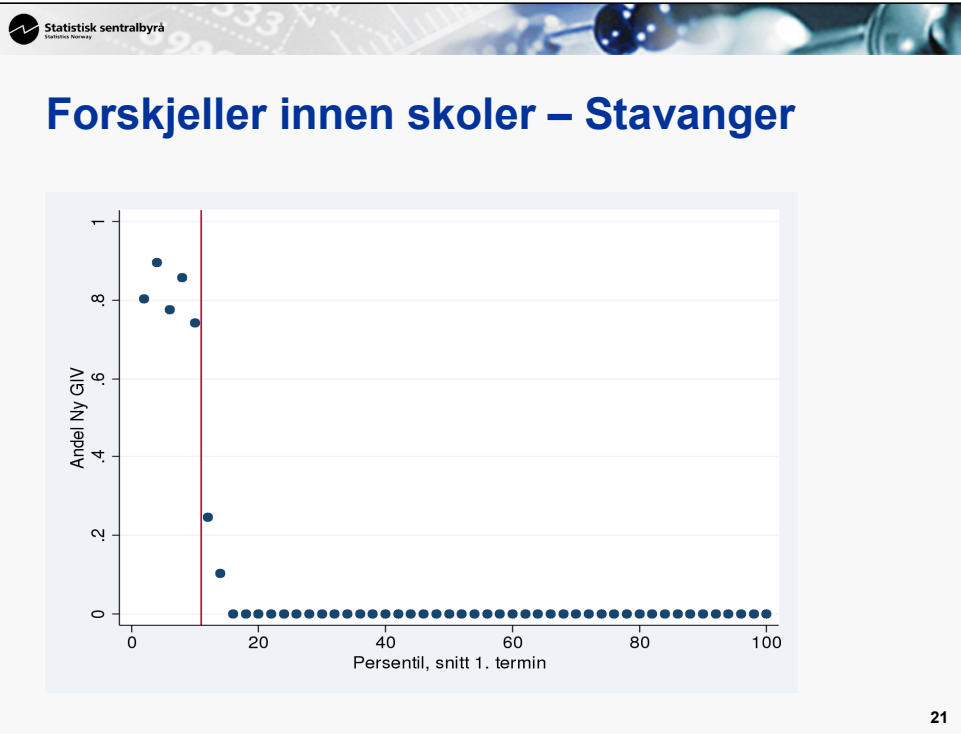 Statistisk sentralbyrå
Statistics Norway
Forskjeller innen skoler – Stavanger
1
.8
.6
.4
.2
0
Andel Ny GIV
0 20 40 60 80 100
Persentil, snitt 1. termin
21